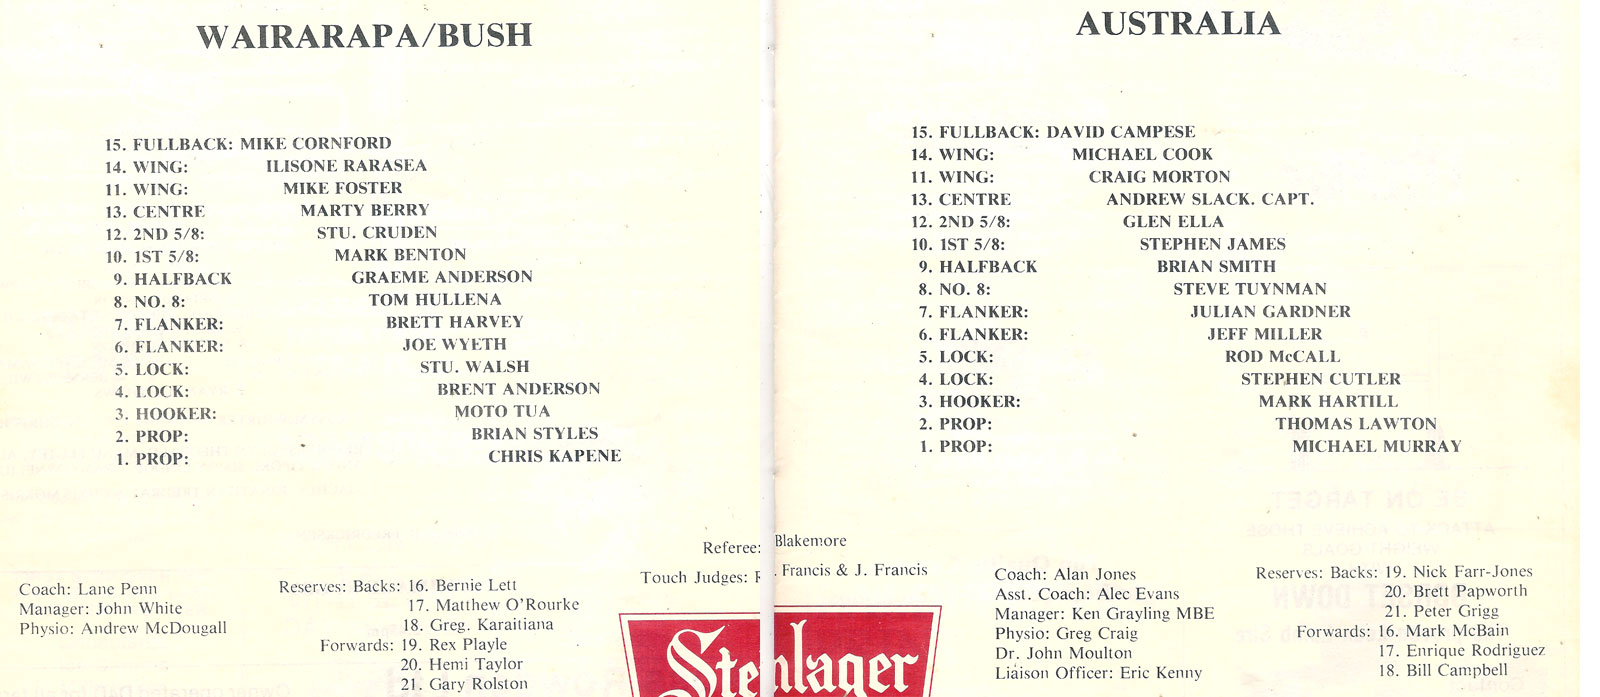 WAIRARAPA/BUSH
15. FULLBACK: MIKE CORNFORD
14. WING: ILISONE RARASEA
11. WING: MIKE FOSTER
13. CENTRE MARTY BERRY
12. 2ND 5/8: STU. CRUDEN
10. 1ST 5/8: MARK BENTON
9. HALFBACK GRAEME ANDERSON
8. NO. 8: TOM HULLENA
7. FLANKER: BRETT HARVEY
6. FLANKER: JOE WYETH
5. LOCK: STU. WALSH
4. LOCK: BRENT ANDERSON
3. HOOKER: MOTO TUA
2. PROP: BRIAN STYLES
1. PROP: CHRIS KAPENE
Coach: Lane Penn
Manager: John White
Physio: Andrew McDougall
Reserves: Backs: 16. Bernie Lett
17. Matthew O'Rourke
18. Greg. Karaitiana
Forwards: 19. Rex Playle
20. Hemi Taylor
21. Gary Rolston
AUSTRALIA
15. FULLBACK: DAVID CAMPESE
14. WING: MICHAEL COOK
11. WING: CRAIG MORTON
13. CENTRE ANDREW SLACK. CAPT.
12. 2ND 5/8: GLEN ELLA
10. 1ST 5/8: STEPHEN JAMES
9. HALFBACK BRIAN SMITH
8. NO. 8: STEVE TUYNMAN
7. FLANKER: JULIAN GARDNER
6. FLANKER: JEFF MILLER
5. LOCK: ROD McCALL
4. LOCK: STEPHEN CUTLER
3. HOOKER: MARK HARTILL
2. PROP: THOMAS LAWTON
1. PROP: MICHAEL MURRAY
Referee: Blakemore
Touch Judges: Francis & J. Francis
Steinlager
Coach: Alan Jones
Asst. Coach: Alec Evans
Manager: Ken Grayling MBE
Physio: Greg Craig
Dr. John Moulton
Liaison Officer: Eric Kenny
Reserves: Backs: 19. Nick Farr-Jones
20. Brett Papworth
21. Peter Grigg
Forwards: 16. Mark McBain
17. Enrique Rodriguez
18. Bill Campbell